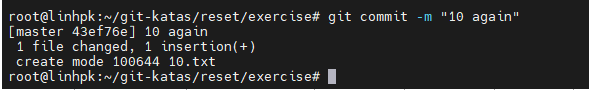 root@linhpk:~/git-katas/reset/exercise# git commit -m "10 again"
[master 43ef76e] 10 again
 1 file changed, 1 insertion(+)
 create mode 100644 10.txt
root@linhpk:~/git-katas/reset/exercise#